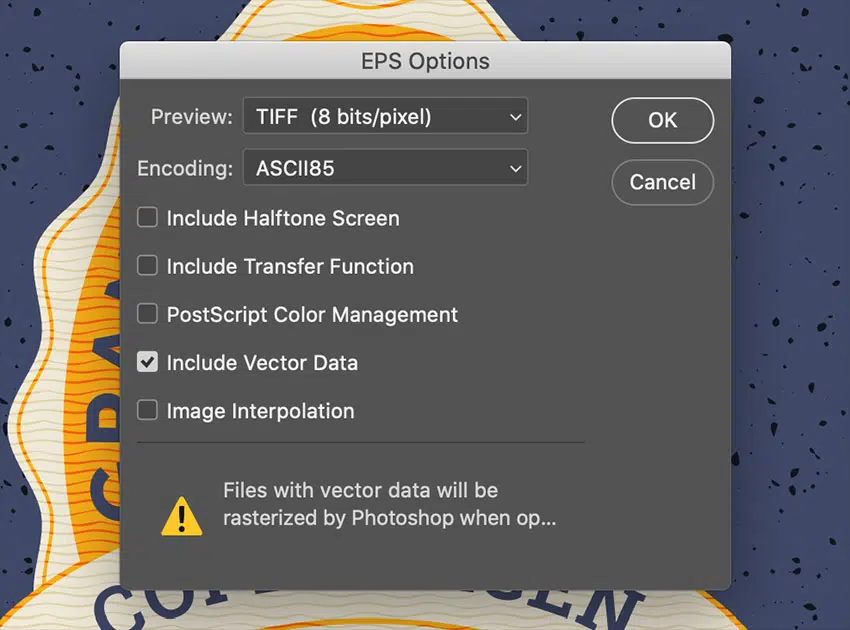 EPS Options
Preview: TIFF (8 bits/pixel)
OK
Encoding: ASCII85
Cancel
Include Halftone Screen
Include Transfer Function
PostScript Color Management
Include Vector Data
Image Interpolation
Files with vector data will be
rasterized by Photoshop when op...